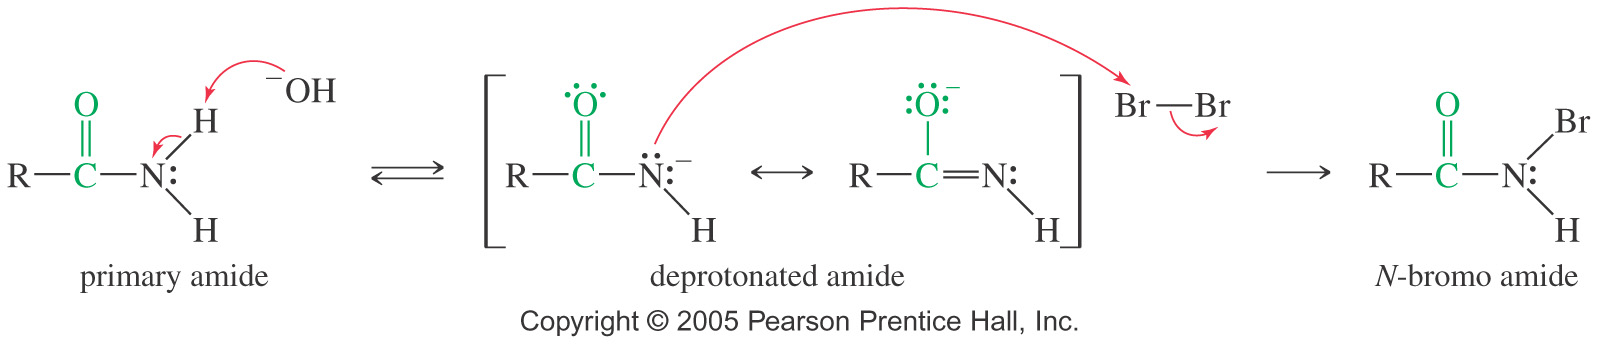 O H ⁻OH Ö: Ö:⁻ Br—Br O Br
R—C—N: R—C—N:⁻ R—C=N: R—C—N:
H H H H
primary amide deprotonated amide N-bromo amide
Copyright © 2005 Pearson Prentice Hall, Inc.